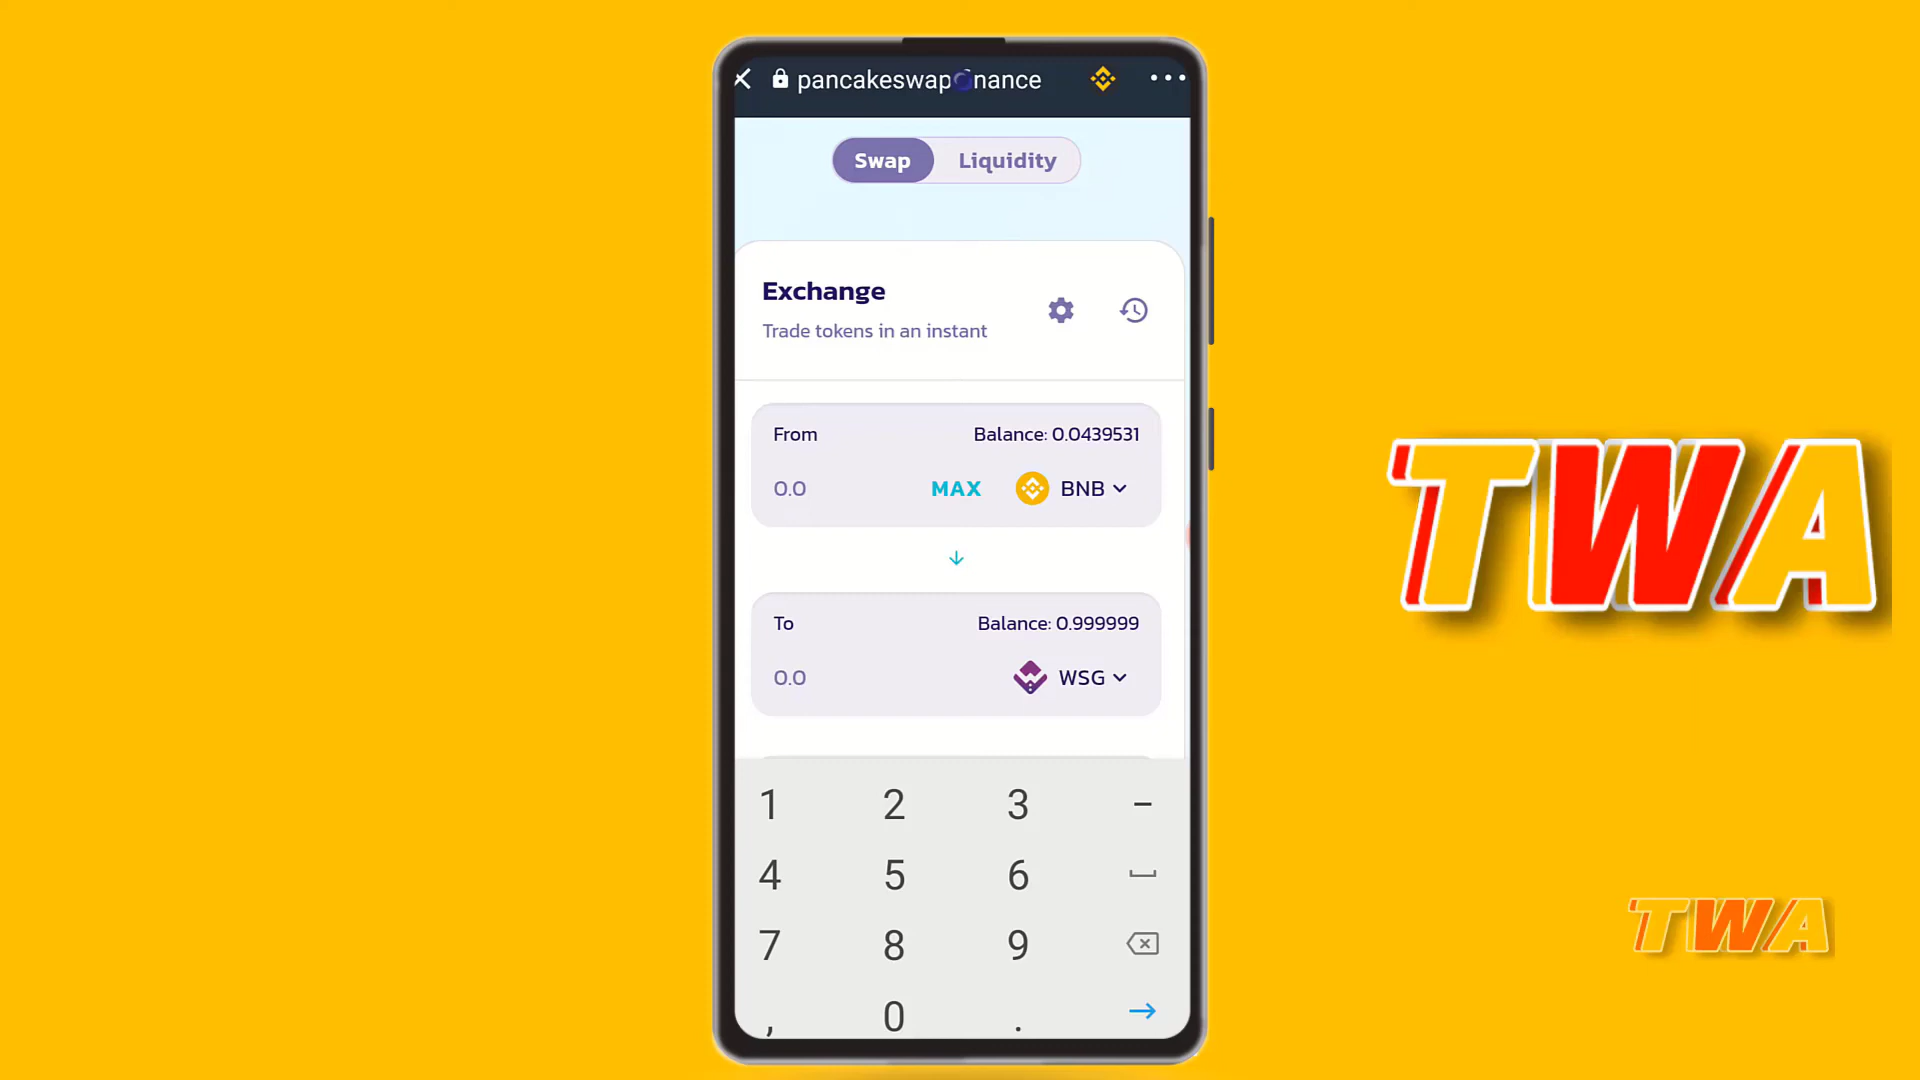 pancakeswap nance
Swap Liquidity
Exchange
Trade tokens in an instant
From Balance: 0.0439531
0.0 MAX BNB
To Balance: 0.999999
0.0 WSG
1 2 3 -
4 5 6
7 8 9
, 0 .
TWA
TWA